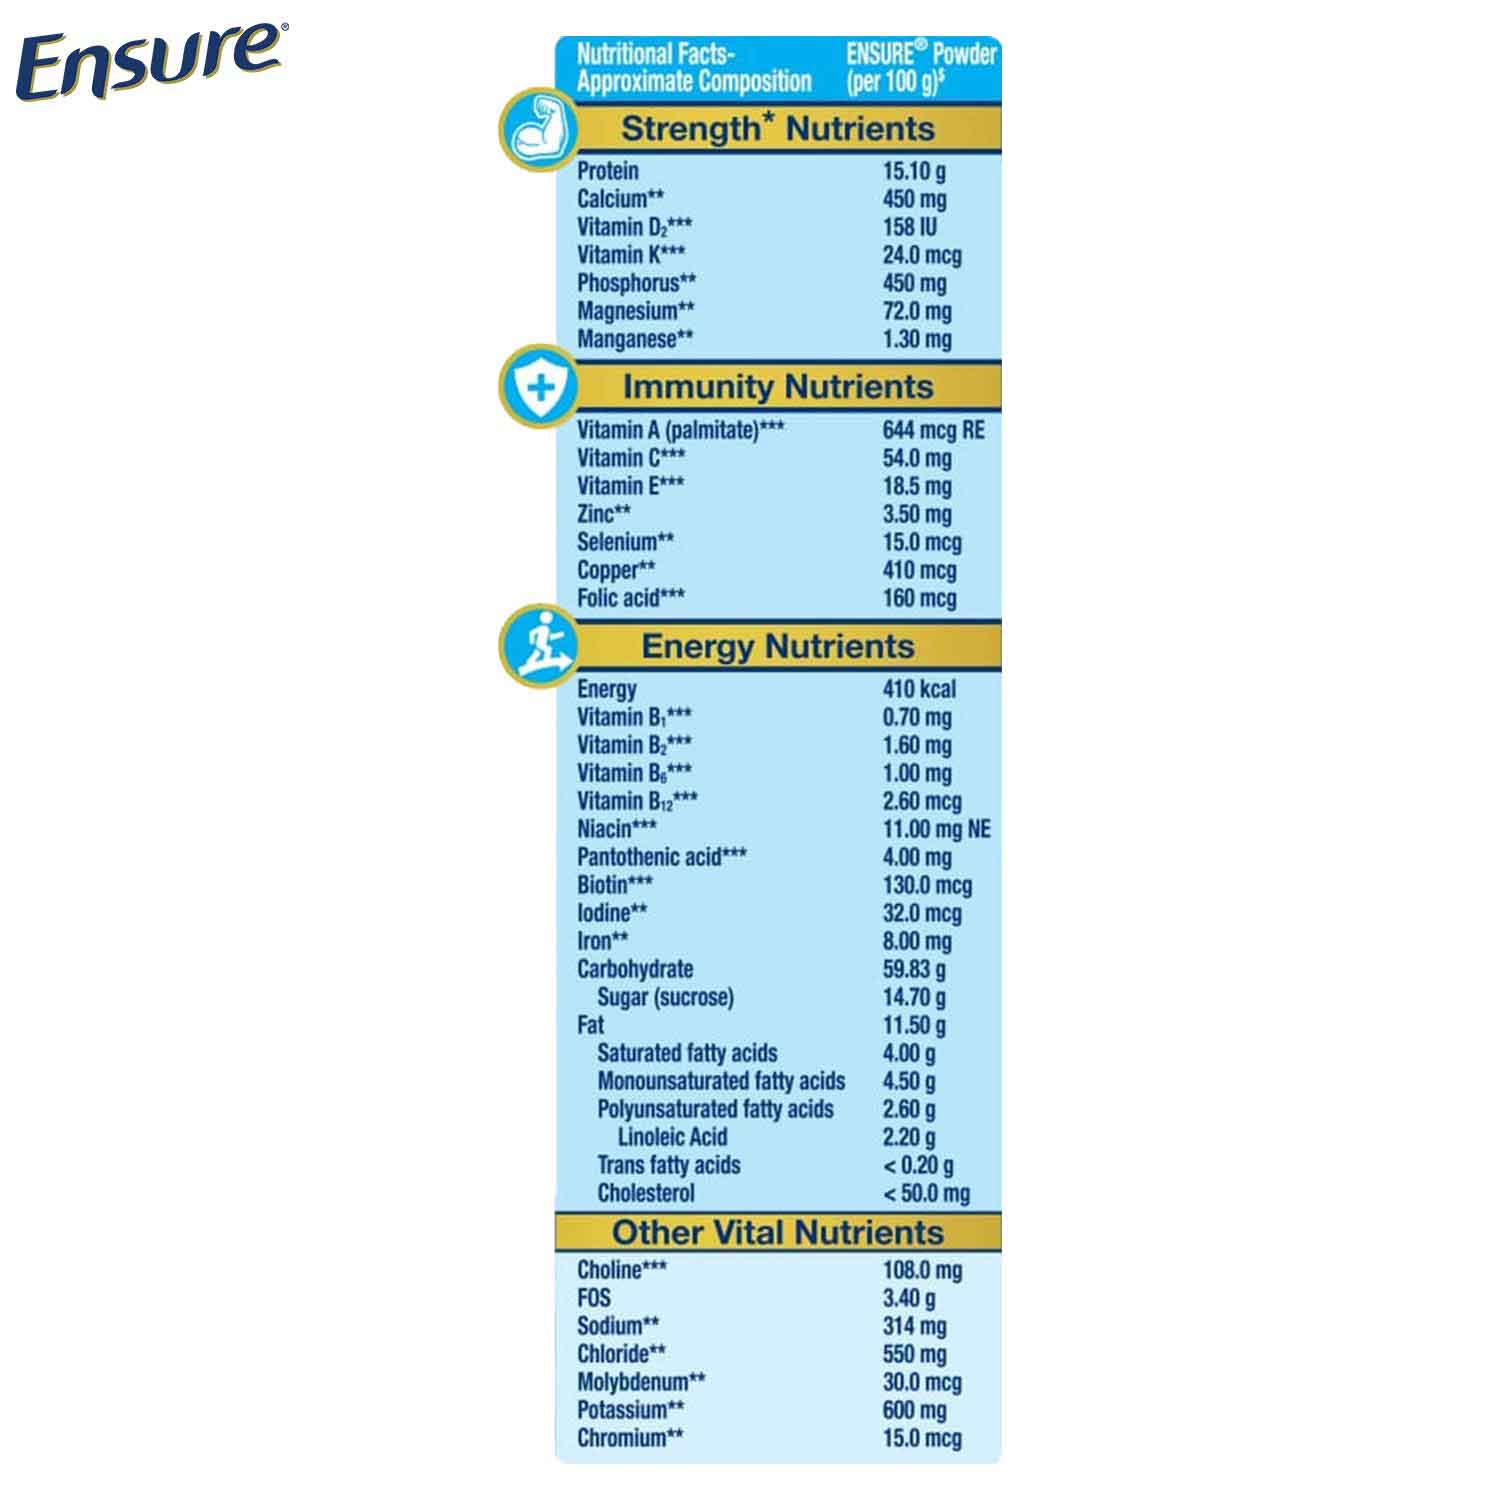 Ensure®
Nutritional Facts- ENSURE® Powder
Approximate Composition (per 100 g)$
Strength* Nutrients
Protein 15.10 g
Calcium** 450 mg
Vitamin D₂*** 158 IU
Vitamin K*** 24.0 mcg
Phosphorus** 450 mg
Magnesium** 72.0 mg
Manganese** 1.30 mg
Immunity Nutrients
Vitamin A (palmitate)*** 644 mcg RE
Vitamin C*** 54.0 mg
Vitamin E*** 18.5 mg
Zinc** 3.50 mg
Selenium** 15.0 mcg
Copper** 410 mcg
Folic acid*** 160 mcg
Energy Nutrients
Energy 410 kcal
Vitamin B₁*** 0.70 mg
Vitamin B₂*** 1.60 mg
Vitamin B₆*** 1.00 mg
Vitamin B₁₂*** 2.60 mcg
Niacin*** 11.00 mg NE
Pantothenic acid*** 4.00 mg
Biotin*** 130.0 mcg
Iodine** 32.0 mcg
Iron** 8.00 mg
Carbohydrate 59.83 g
Sugar (sucrose) 14.70 g
Fat 11.50 g
Saturated fatty acids 4.00 g
Monounsaturated fatty acids 4.50 g
Polyunsaturated fatty acids 2.60 g
Linoleic Acid 2.20 g
Trans fatty acids < 0.20 g
Cholesterol < 50.0 mg
Other Vital Nutrients
Choline*** 108.0 mg
FOS 3.40 g
Sodium** 314 mg
Chloride** 550 mg
Molybdenum** 30.0 mcg
Potassium** 600 mg
Chromium** 15.0 mcg